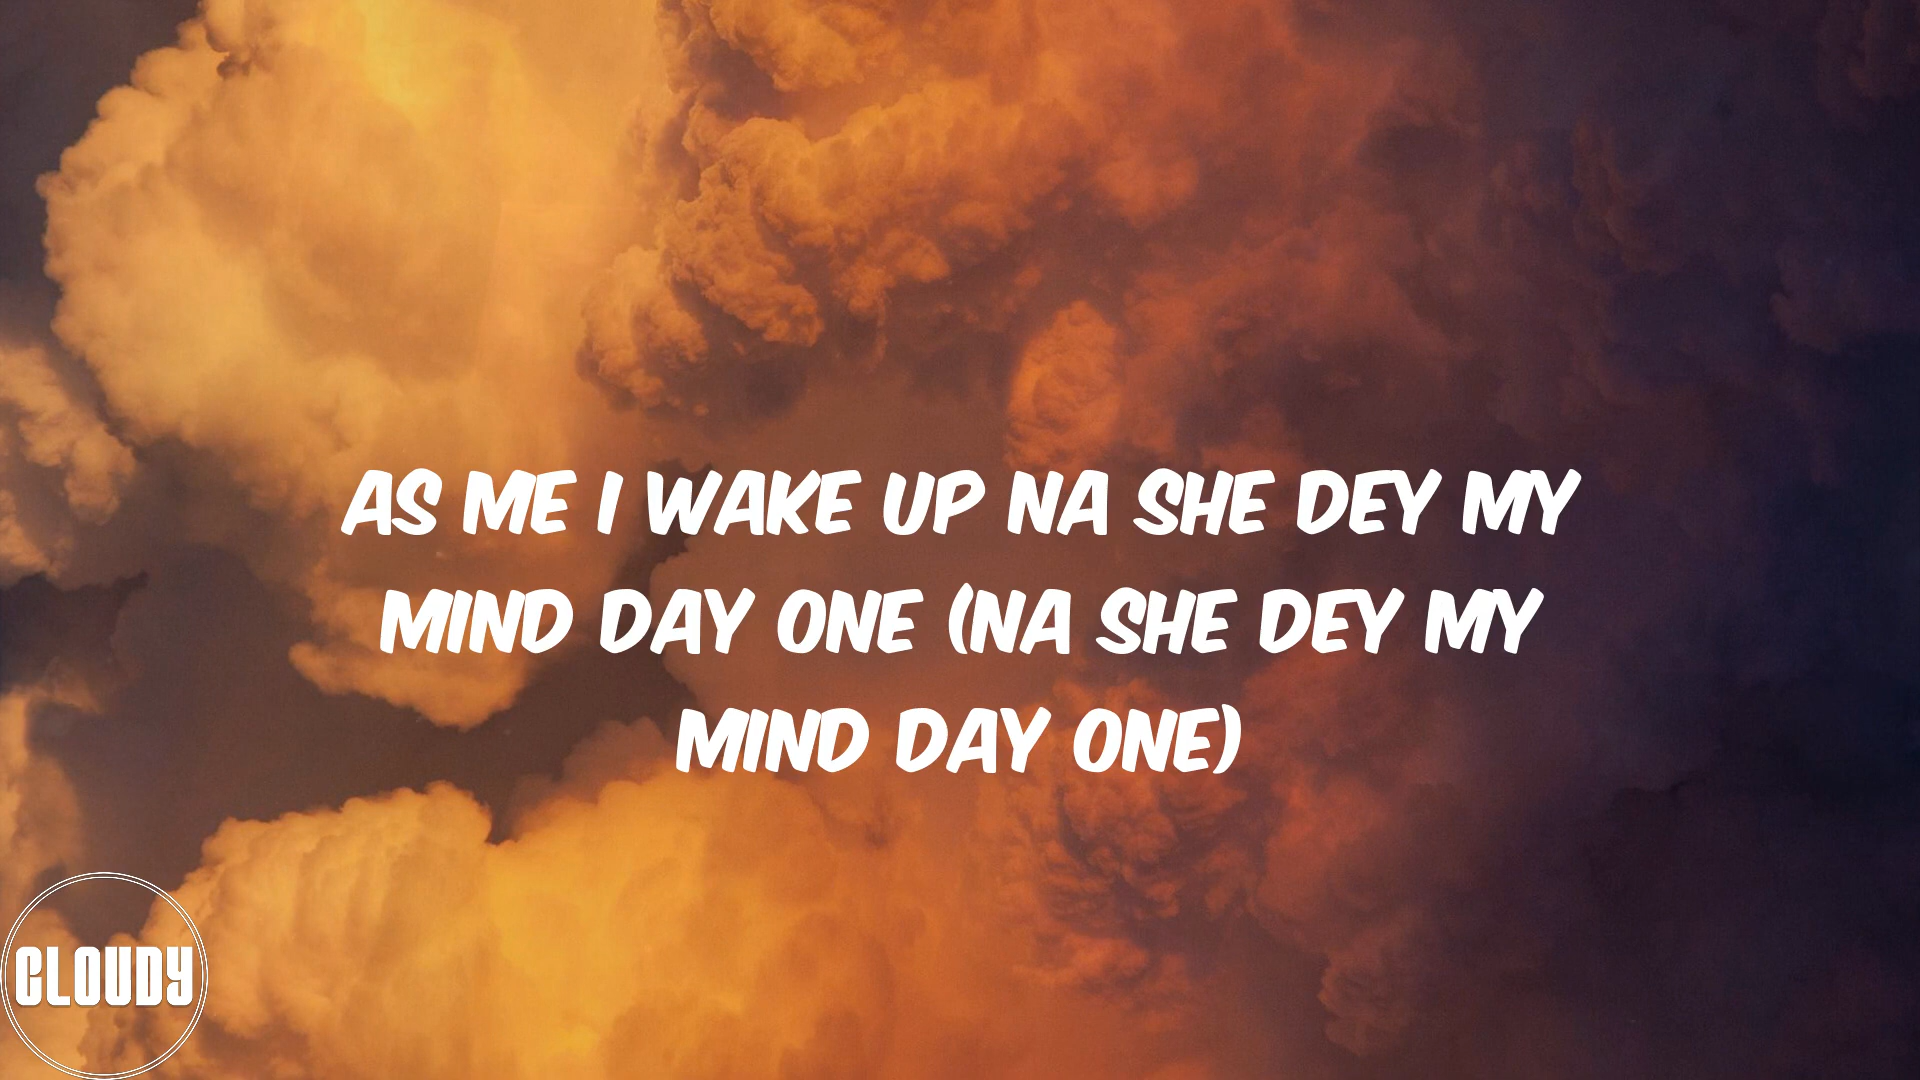 AS ME I WAKE UP NA SHE DEY MY
MIND DAY ONE (NA SHE DEY MY
MIND DAY ONE)
CLOUDY